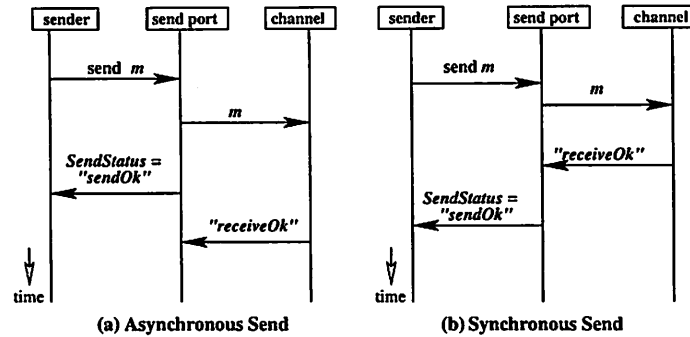 sender
send port
channel
send m
m
SendStatus =
"sendOk"
"receiveOk"
time
(a) Asynchronous Send
sender
send port
channel
send m
m
"receiveOk"
SendStatus =
"sendOk"
time
(b) Synchronous Send